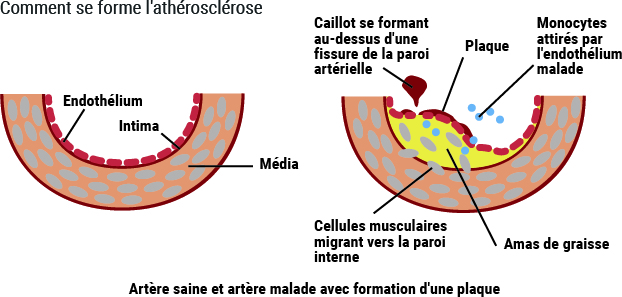 Comment se forme l'athérosclérose
Endothélium
Intima
Média
Caillot se formant
au-dessus d'une
fissure de la paroi
artérielle
Plaque
Monocytes
attirés par
l'endothélium
malade
Cellules musculaires
migrant vers la paroi
interne
Amas de graisse
Artère saine et artère malade avec formation d'une plaque